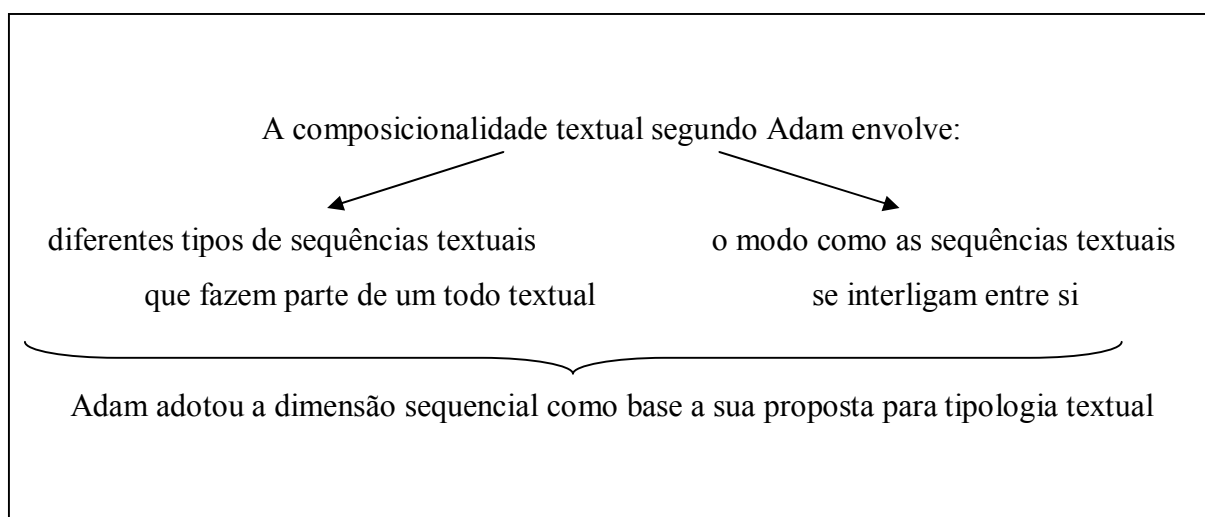 A composicionalidade textual segundo Adam envolve:
diferentes tipos de sequências textuais
que fazem parte de um todo textual
o modo como as sequências textuais
se interligam entre si
Adam adotou a dimensão sequencial como base a sua proposta para tipologia textual